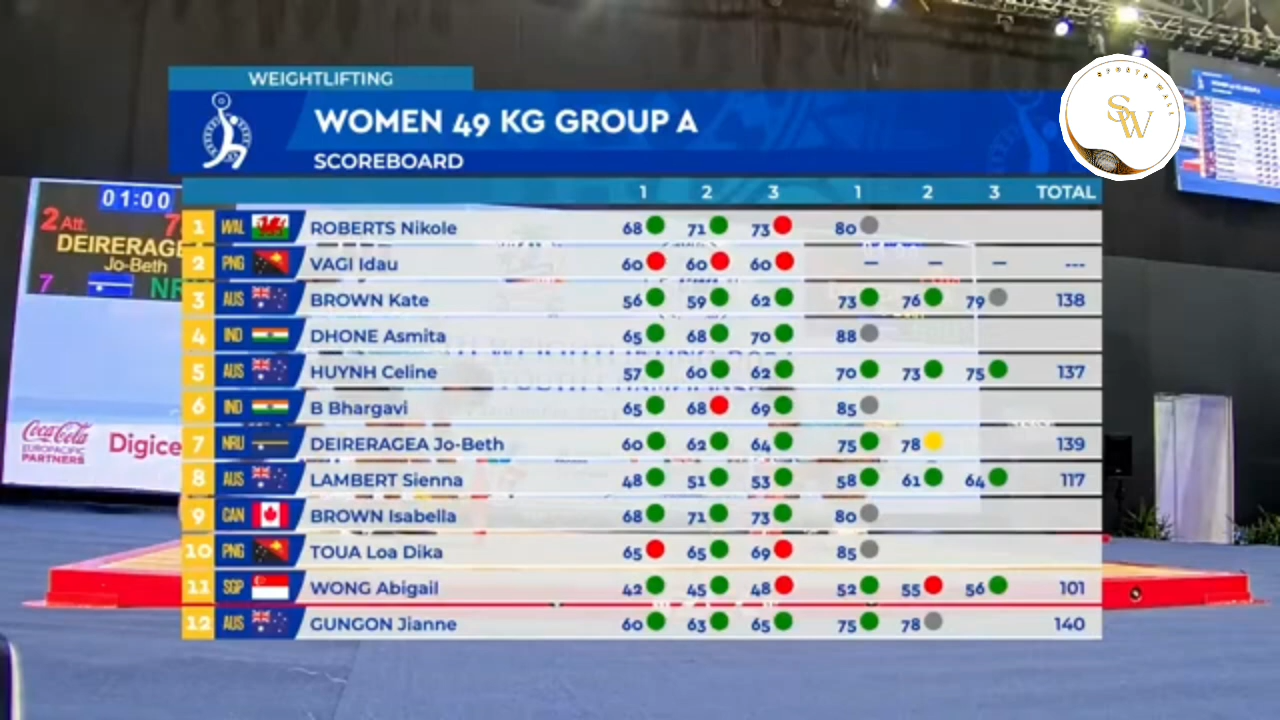 WEIGHTLIFTING
WOMEN 49 KG GROUP A
SCOREBOARD
SPORTS WALL
SW
1 2 3 1 2 3 TOTAL
1 WAL ROBERTS Nikole 68 71 73 80
2 PNG VAGI Idau 60 60 60 – – – ---
3 AUS BROWN Kate 56 59 62 73 76 79 138
4 IND DHONE Asmita 65 68 70 88
5 AUS HUYNH Celine 57 60 62 70 73 75 137
6 IND B Bhargavi 65 68 69 85
7 NRU DEIRERAGEA Jo-Beth 60 62 64 75 78 139
8 AUS LAMBERT Sienna 48 51 53 58 61 64 117
9 CAN BROWN Isabella 68 71 73 80
10 PNG TOUA Loa Dika 65 65 69 85
11 SGP WONG Abigail 42 45 48 52 55 56 101
12 AUS GUNGON Jianne 60 63 65 75 78 140
01:00
2 Att. 7
DEIRERAGE
Jo-Beth
7 NR
Coca-Cola
EUROPACIFIC
PARTNERS
Digice